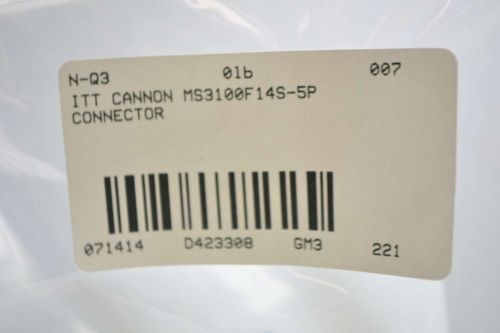 N-Q3 01b 007
ITT CANNON MS3100F14S-5P
CONNECTOR
071414 D423308 GM3 221